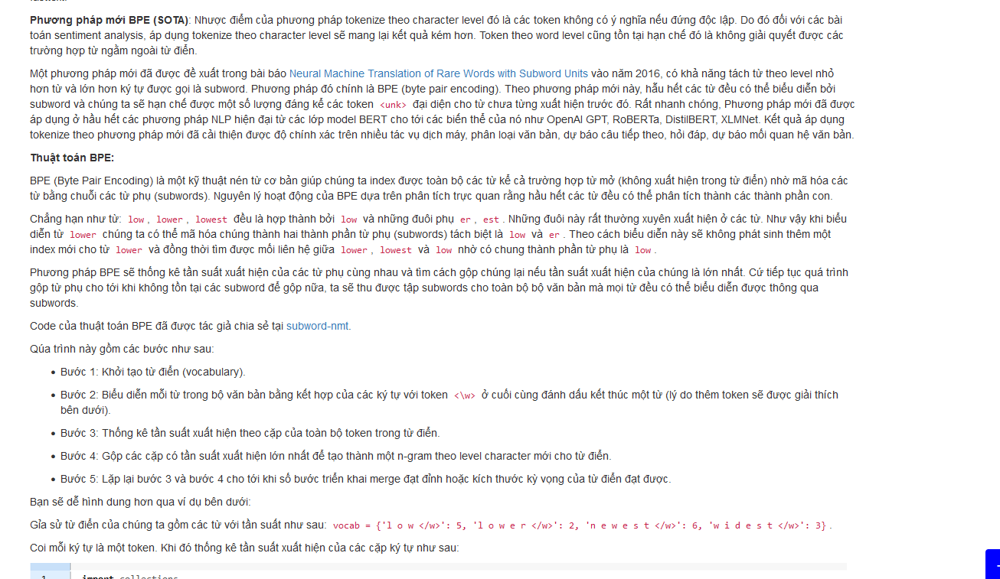 Phương pháp mới BPE (SOTA): Nhược điểm của phương pháp tokenize theo character level đó là các token không có ý nghĩa nếu đứng độc lập. Do đó đối với các bài
toán sentiment analysis, áp dụng tokenize theo character level sẽ mang lại kết quả kém hơn. Token theo word level cũng tồn tại hạn chế đó là không giải quyết được các
trường hợp từ ngằm ngoài từ điển.
Một phương pháp mới đã được đề xuất trong bài báo Neural Machine Translation of Rare Words with Subword Units vào năm 2016, có khả năng tách từ theo level nhỏ
hơn từ và lớn hơn ký tự được gọi là subword. Phương pháp đó chính là BPE (byte pair encoding). Theo phương pháp mới này, hầu hết các từ đều có thể biểu diễn bởi
subword và chúng ta sẽ hạn chế được một số lượng đáng kể các token <unk> đại diện cho từ chưa từng xuất hiện trước đó. Rất nhanh chóng, Phương pháp mới đã được
áp dụng ở hầu hết các phương pháp NLP hiện đại từ các lớp model BERT cho tới các biến thể của nó như OpenAI GPT, RoBERTa, DistilBERT, XLMNet. Kết quả áp dụng
tokenize theo phương pháp mới đã cải thiện được độ chính xác trên nhiều tác vụ dịch máy, phân loại văn bản, dự báo câu tiếp theo, hỏi đáp, dự báo mối quan hệ văn bản.
Thuật toán BPE:
BPE (Byte Pair Encoding) là một kỹ thuật nén từ cơ bản giúp chúng ta index được toàn bộ các từ kể cả trường hợp từ mở (không xuất hiện trong từ điển) nhờ mã hóa các
từ bằng chuỗi các từ phụ (subwords). Nguyên lý hoạt động của BPE dựa trên phân tích trực quan rằng hầu hết các từ đều có thể phân tích thành các thành phần con.
Chẳng hạn như từ: low, lower, lowest đều là hợp thành bởi low và những đuôi phụ er, est. Những đuôi này rất thường xuyên xuất hiện ở các từ. Như vậy khi biểu
diễn từ lower chúng ta có thể mã hóa chúng thành hai thành phần từ phụ (subwords) tách biệt là low và er. Theo cách biểu diễn này sẽ không phát sinh thêm một
index mới cho từ lower và đồng thời tìm được mối liên hệ giữa lower, lowest và low nhờ có chung thành phần từ phụ là low.
Phương pháp BPE sẽ thống kê tần suất xuất hiện của các từ phụ cùng nhau và tìm cách gộp chúng lại nếu tần suất xuất hiện của chúng là lớn nhất. Cứ tiếp tục quá trình
gộp từ phụ cho tới khi không tồn tại các subword để gộp nữa, ta sẽ thu được tập subwords cho toàn bộ bộ văn bản mà mọi từ đều có thể biểu diễn được thông qua
subwords.
Code của thuật toán BPE đã được tác giả chia sẻ tại subword-nmt.
Qúa trình này gồm các bước như sau:
• Bước 1: Khởi tạo từ điển (vocabulary).
• Bước 2: Biểu diễn mỗi từ trong bộ văn bản bằng kết hợp của các ký tự với token <\w> ở cuối cùng đánh dấu kết thúc một từ (lý do thêm token sẽ được giải thích
bên dưới).
• Bước 3: Thống kê tần suất xuất hiện theo cặp của toàn bộ token trong từ điển.
• Bước 4: Gộp các cặp có tần suất xuất hiện lớn nhất để tạo thành một n-gram theo level character mới cho từ điển.
• Bước 5: Lặp lại bước 3 và bước 4 cho tới khi số bước triển khai merge đạt đỉnh hoặc kích thước kỳ vọng của từ điển đạt được.
Bạn sẽ dễ hình dung hơn qua ví dụ bên dưới:
Gỉa sử từ điển của chúng ta gồm các từ với tần suất như sau: vocab = {'l o w </w>': 5, 'l o w e r </w>': 2, 'n e w e s t </w>': 6, 'w i d e s t </w>': 3}.
Coi mỗi ký tự là một token. Khi đó thống kê tần suất xuất hiện của các cặp ký tự như sau:
1 import collections